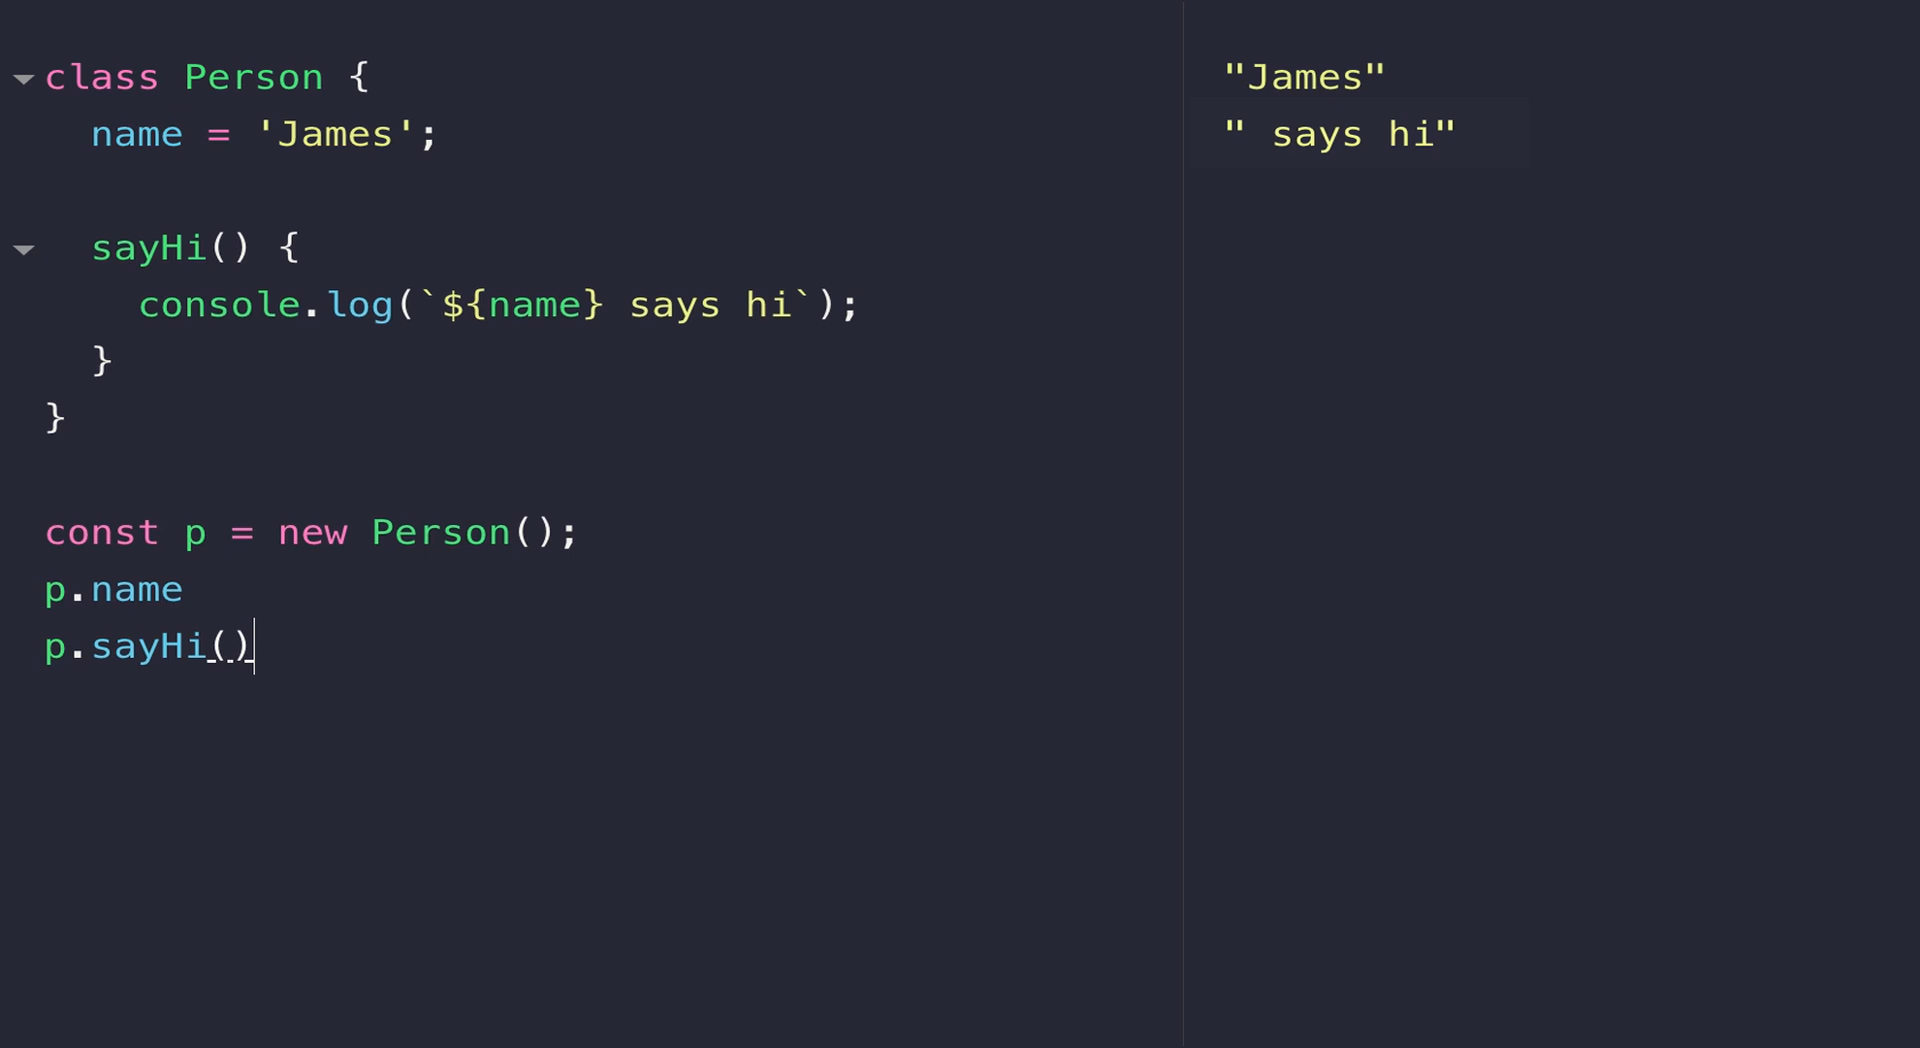 class Person {
  name = 'James';
  sayHi() {
    console.log(`${name} says hi`);
  }
}
const p = new Person();
p.name
p.sayHi()
"James"
" says hi"